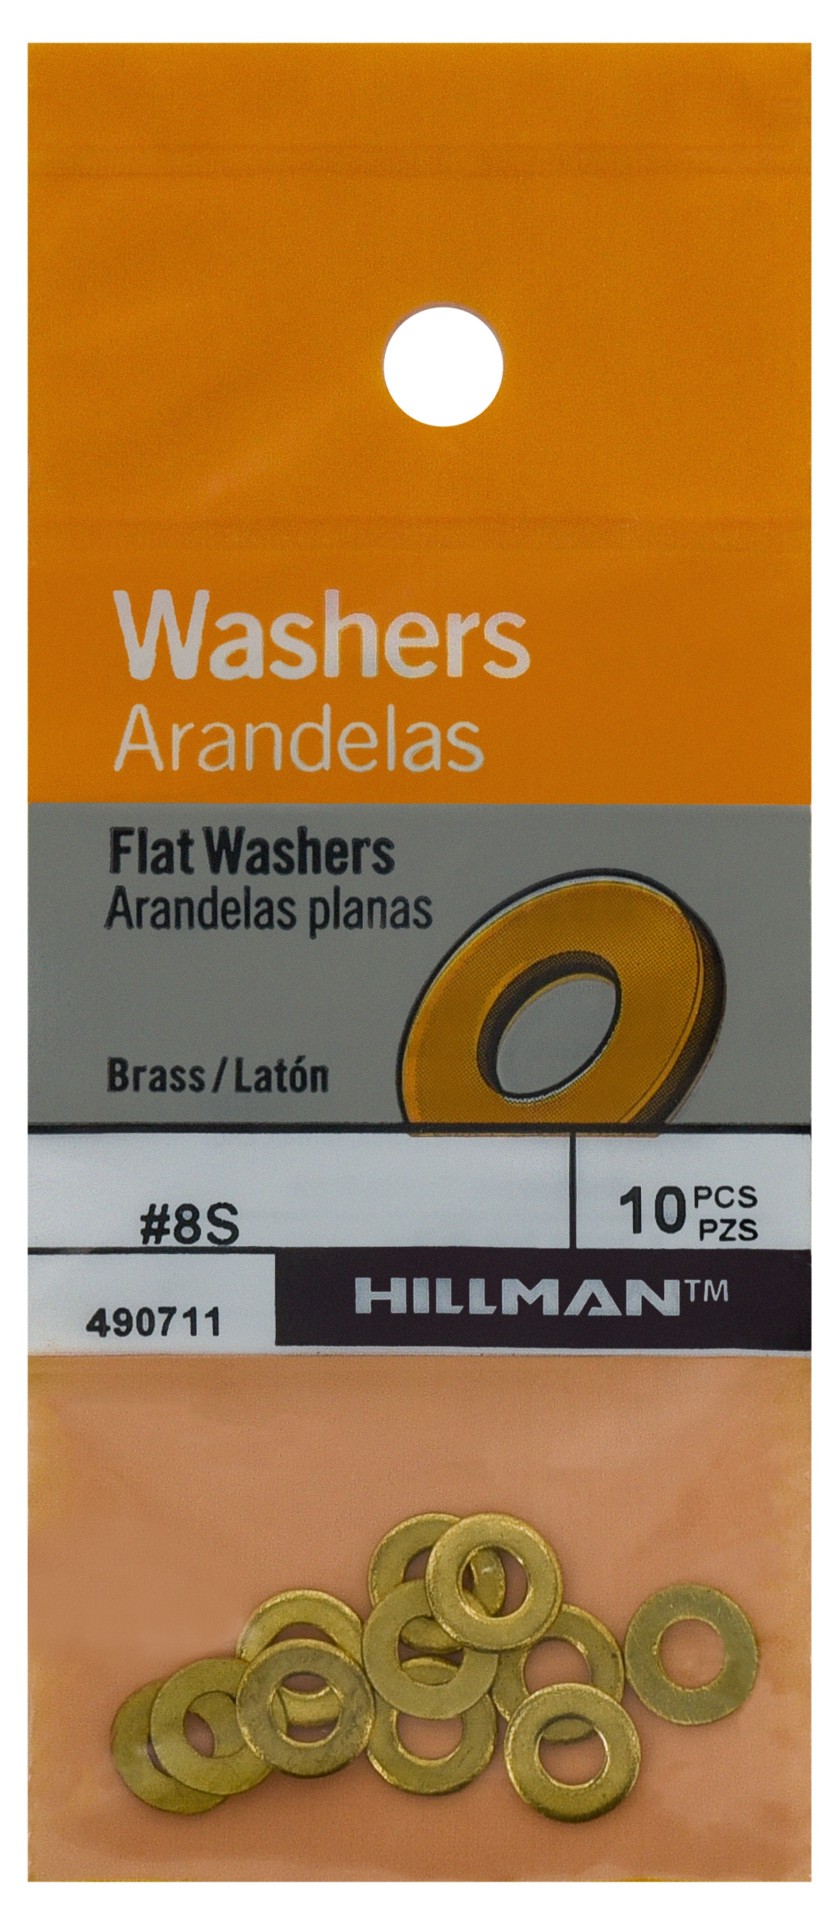 Washers
Arandelas
Flat Washers
Arandelas planas
Brass / Latón
#8S
10 PCS
PZS
490711
HILLMAN™